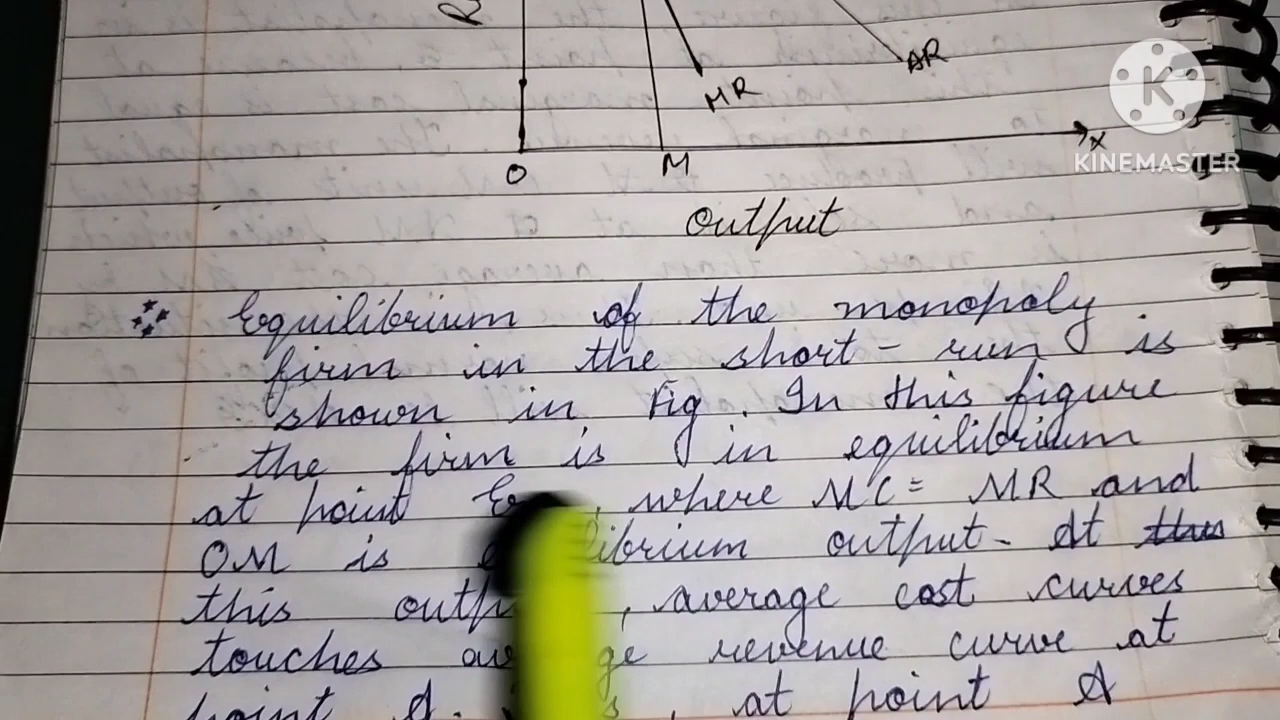 R
AR
MR
K
KINEMASTER
O
M
x
Output
Equilibrium of the monopoly
firm in the short-run is
shown in Fig. In this figure
the firm is in equilibrium
at point E, where MC = MR and
OM is output. At this
this , average cost curves
touches revenue curve at
point A. , at point A